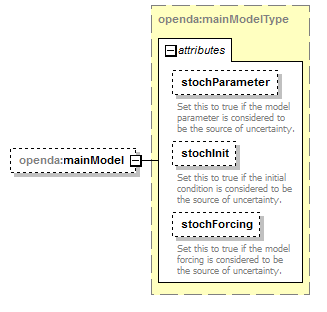 openda:mainModelType
attributes
stochParameter
Set this to true if the model
parameter is considered to
be the source of uncertainty.
openda:mainModel
stochInit
Set this to true if the initial
condition is considered to be
the source of uncertainty.
stochForcing
Set this to true if the model
forcing is considered to be
the source of uncertainty.